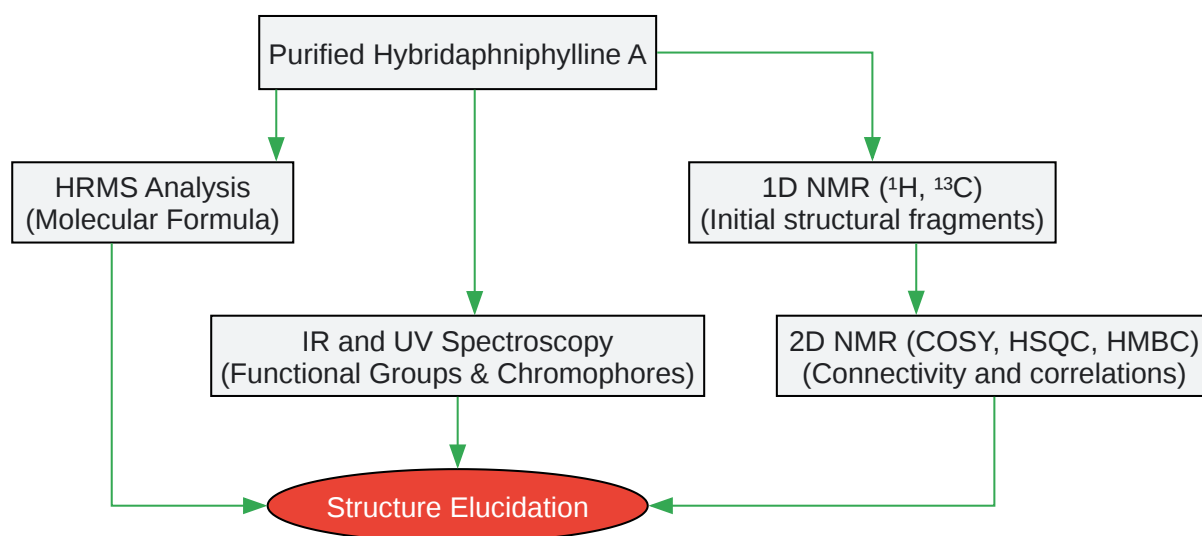 Purified Hybridaphniphylline A
HRMS Analysis
(Molecular Formula)
1D NMR (¹H, ¹³C)
(Initial structural fragments)
IR and UV Spectroscopy
(Functional Groups & Chromophores)
2D NMR (COSY, HSQC, HMBC)
(Connectivity and correlations)
Structure Elucidation